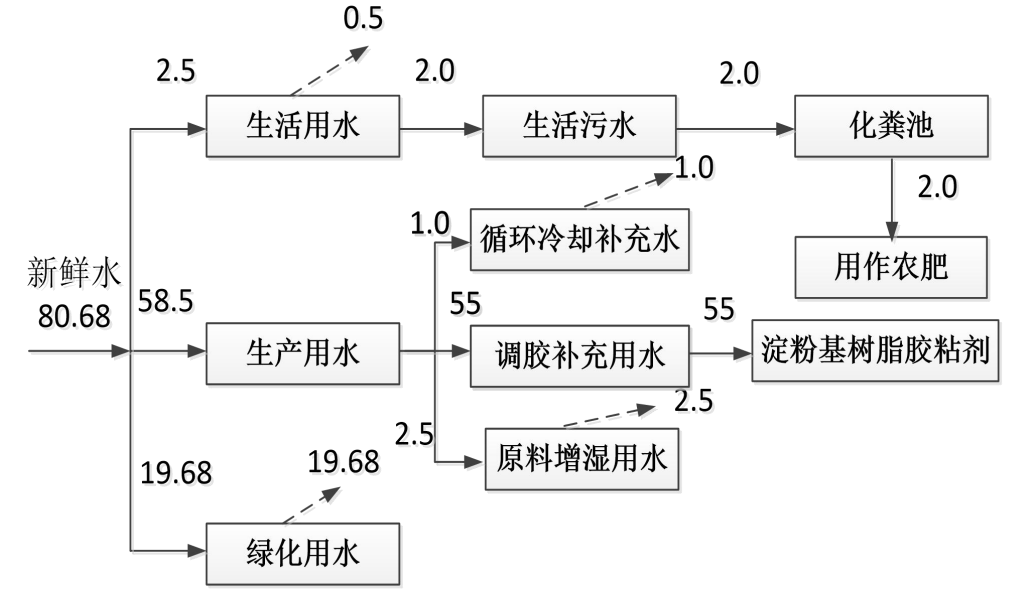 0.5
2.5
2.0
2.0
生活用水
生活污水
化粪池
1.0
2.0
1.0
循环冷却补充水
用作农肥
新鲜水
80.68
58.5
55
55
生产用水
调胶补充用水
淀粉基树脂胶粘剂
2.5
2.5
原料增湿用水
19.68
19.68
绿化用水